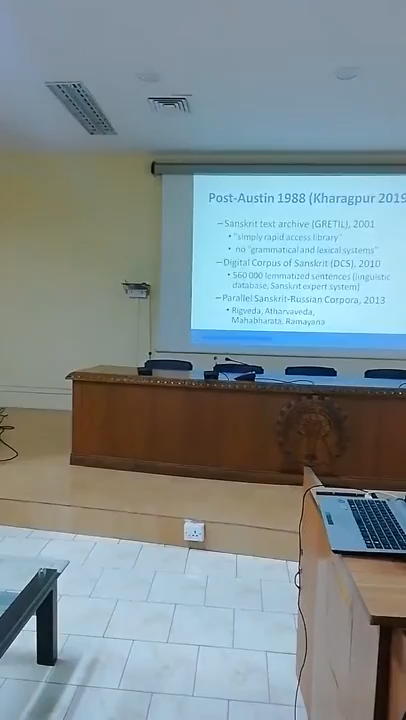 Post-Austin 1988 (Kharagpur 2019
–Sanskrit text archive (GRETIL), 2001
• "simply rapid access library"
• no "grammatical and lexical systems"
–Digital Corpus of Sanskrit (DCS), 2010
• 560 000 lemmatized sentences (linguistic
database, Sanskrit expert system)
–Parallel Sanskrit-Russian Corpora, 2013
• Rigveda, Atharvaveda,
Mahabharata, Ramayana